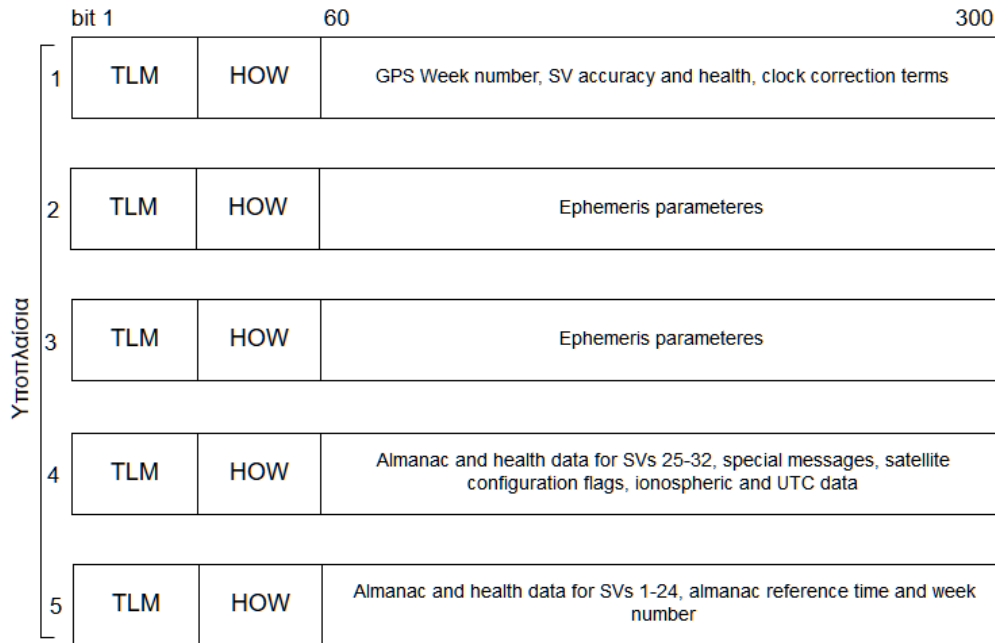 bit 1 60 300
1 TLM HOW GPS Week number, SV accuracy and health, clock correction terms
2 TLM HOW Ephemeris parameteres
Υποπλαίσια
3 TLM HOW Ephemeris parameteres
4 TLM HOW Almanac and health data for SVs 25-32, special messages, satellite
configuration flags, ionospheric and UTC data
5 TLM HOW Almanac and health data for SVs 1-24, almanac reference time and week
number